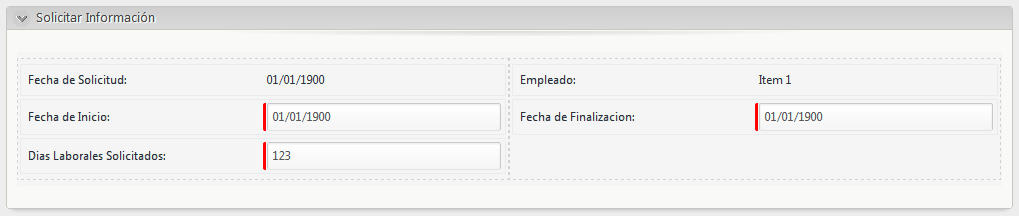 Solicitar Información
Fecha de Solicitud: 01/01/1900 Empleado: Item 1
Fecha de Inicio: 01/01/1900 Fecha de Finalizacion: 01/01/1900
Dias Laborales Solicitados: 123